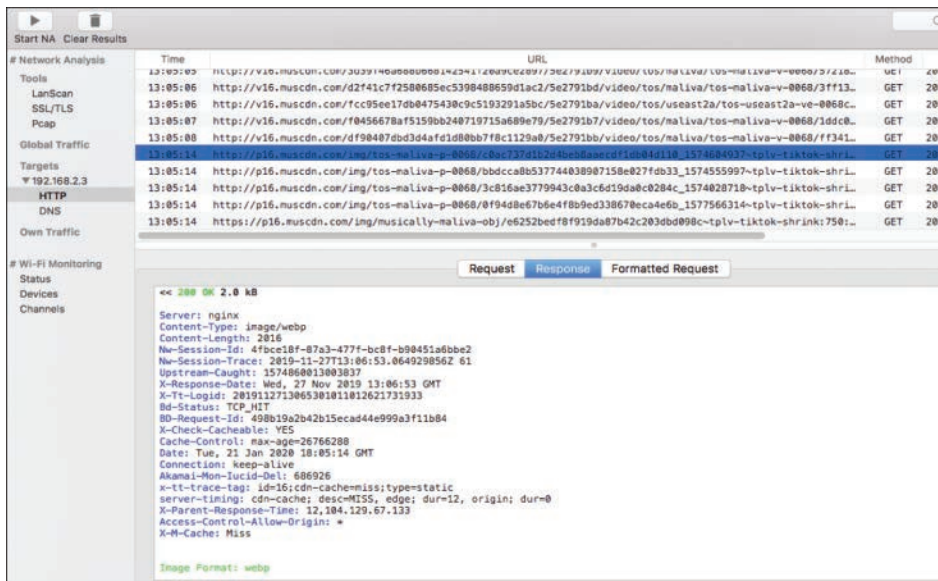 Start NA Clear Results
# Network Analysis
Tools
LanScan
SSL/TLS
Pcap
Global Traffic
Targets
▼192.168.2.3
HTTP
DNS
Own Traffic
# Wi-Fi Monitoring
Status
Devices
Channels
Time URL Method
13:05:05 GET 20
13:05:06 http://v16.muscdn.com/d2f41c7f2580685ec5398488659d1ac2/5e2791bd/video/tos/maliva/tos-maliva-v-0068/3ff13… GET 20
13:05:06 http://v16.muscdn.com/fcc95ee17db0475430c9c5193291a5bc/5e2791ba/video/tos/useast2a/tos-useast2a-ve-0068c… GET 20
13:05:07 http://v16.muscdn.com/f0456678af5159bb240719715a689e79/5e2791b7/video/tos/maliva/tos-maliva-v-0068/1ddc0… GET 20
13:05:08 http://v16.muscdn.com/df90407dbd3d4afd1d80bb7f8c1129a0/5e2791bb/video/tos/maliva/tos-maliva-v-0068/ff341… GET 20
13:05:14 http://p16.muscdn.com/img/tos-maliva-p-0068/c0ac737d1b2d4beb8aaecdf1db04d110_1574604937~tplv-tiktok-shri… GET 20
13:05:14 http://p16.muscdn.com/img/tos-maliva-p-0068/bbdcca8b537744038907158e027fdb33_1574555997~tplv-tiktok-shri… GET 20
13:05:14 http://p16.muscdn.com/img/tos-maliva-p-0068/3c816ae3779943c0a3c6d19da0c0284c_1574028718~tplv-tiktok-shri… GET 20
13:05:14 http://p16.muscdn.com/img/tos-maliva-p-0068/0f94d8e67b6e4f8b9ed338670eca4e6b_1577566314~tplv-tiktok-shri… GET 20
13:05:14 https://p16.muscdn.com/img/musically-maliva-obj/e6252bedf8f919da87b42c203dbd098c~tplv-tiktok-shrink:750:… GET 20
Request Response Formatted Request
<< 200 OK 2.0 kB
Server: nginx
Content-Type: image/webp
Content-Length: 2016
Nw-Session-Id: 4fbce18f-87a3-477f-bc8f-b90451a6bbe2
Nw-Session-Trace: 2019-11-27T13:06:53.064929856Z 61
Upstream-Caught: 1574860013003837
X-Response-Date: Wed, 27 Nov 2019 13:06:53 GMT
X-Tt-Logid: 201911271306530101101262​1731933
Bd-Status: TCP_HIT
BD-Request-Id: 498b19a2b42b15ecad44e999a3f11b84
X-Check-Cacheable: YES
Cache-Control: max-age=26766288
Date: Tue, 21 Jan 2020 18:05:14 GMT
Connection: keep-alive
Akamai-Mon-Iucid-Del: 686926
x-tt-trace-tag: id=16;cdn-cache=miss;type=static
server-timing: cdn-cache; desc=MISS, edge; dur=12, origin; dur=0
X-Parent-Response-Time: 12,104.129.67.133
Access-Control-Allow-Origin: *
X-M-Cache: Miss
Image Format: webp